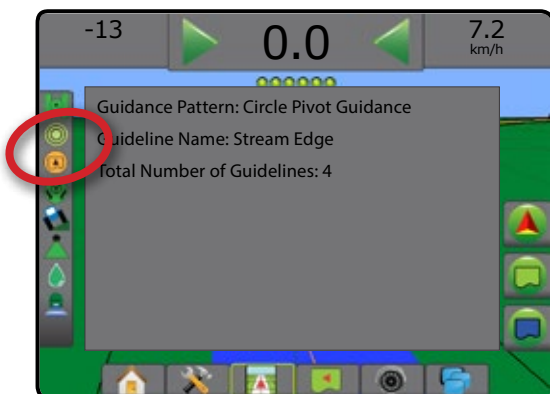 -13
0.0
7.2
km/h
Guidance Pattern: Circle Pivot Guidance
Guideline Name: Stream Edge
Total Number of Guidelines: 4